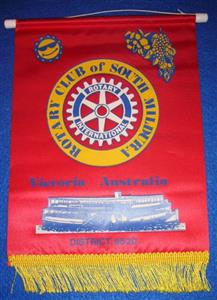 ROTARY CLUB of SOUTH MILDURA
ROTARY
INTERNATIONAL
Victoria Australia
DISTRICT 9520